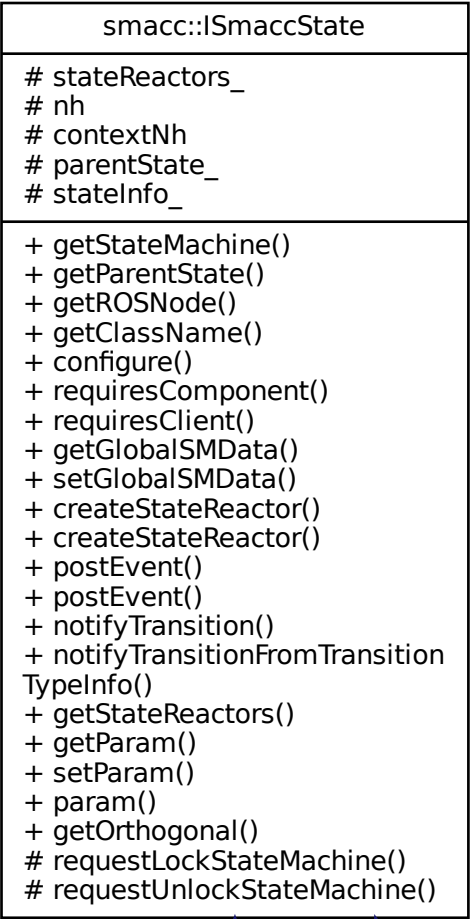 smacc::ISmaccState
# stateReactors_
# nh
# contextNh
# parentState_
# stateInfo_
+ getStateMachine()
+ getParentState()
+ getROSNode()
+ getClassName()
+ configure()
+ requiresComponent()
+ requiresClient()
+ getGlobalSMData()
+ setGlobalSMData()
+ createStateReactor()
+ createStateReactor()
+ postEvent()
+ postEvent()
+ notifyTransition()
+ notifyTransitionFromTransition
TypeInfo()
+ getStateReactors()
+ getParam()
+ setParam()
+ param()
+ getOrthogonal()
# requestLockStateMachine()
# requestUnlockStateMachine()